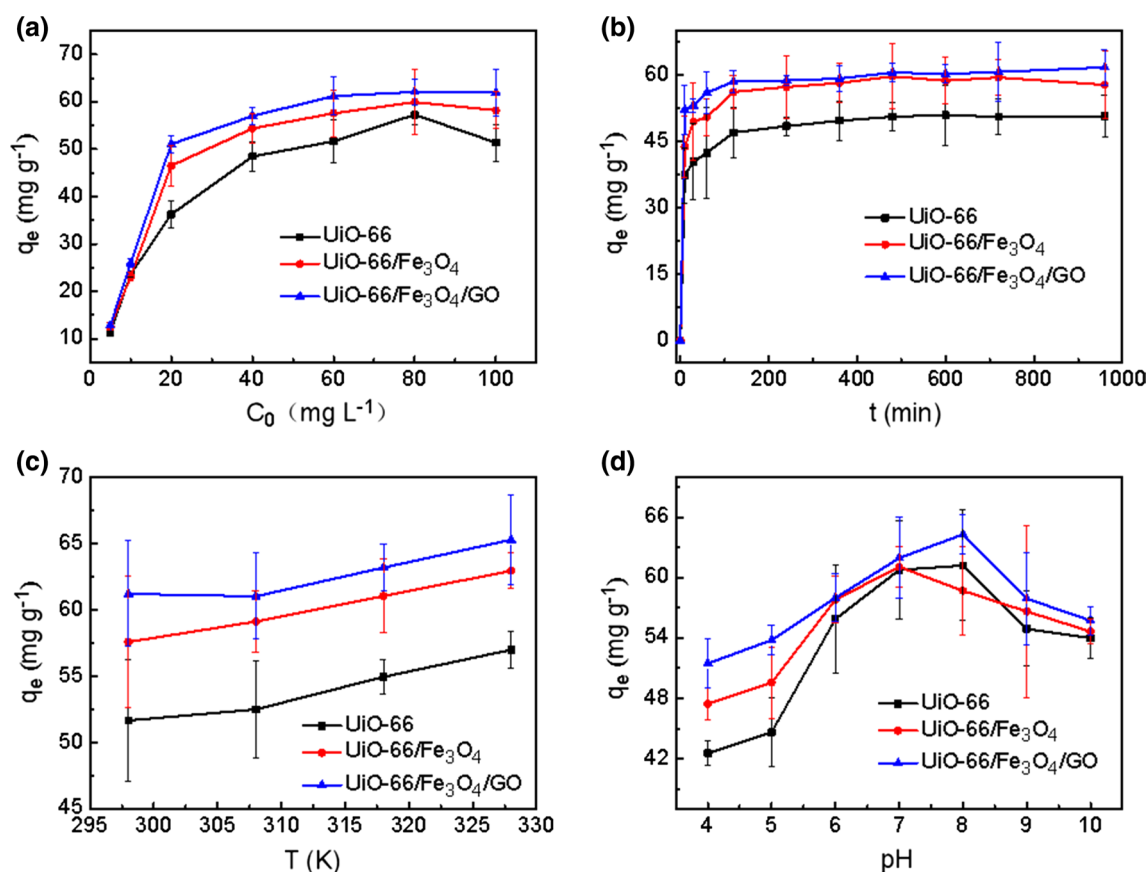 (a)
70
60
50
40
30
20
10
qe (mg g-1)
UiO-66
UiO-66/Fe3O4
UiO-66/Fe3O4/GO
0 20 40 60 80 100
C0 (mg L-1)
(b)
60
45
30
15
0
qe (mg g-1)
UiO-66
UiO-66/Fe3O4
UiO-66/Fe3O4/GO
0 200 400 600 800 1000
t (min)
(c)
70
65
60
55
50
45
qe (mg g-1)
UiO-66
UiO-66/Fe3O4
UiO-66/Fe3O4/GO
295 300 305 310 315 320 325 330
T (K)
(d)
66
60
54
48
42
qe (mg g-1)
UiO-66
UiO-66/Fe3O4
UiO-66/Fe3O4/GO
4 5 6 7 8 9 10
pH